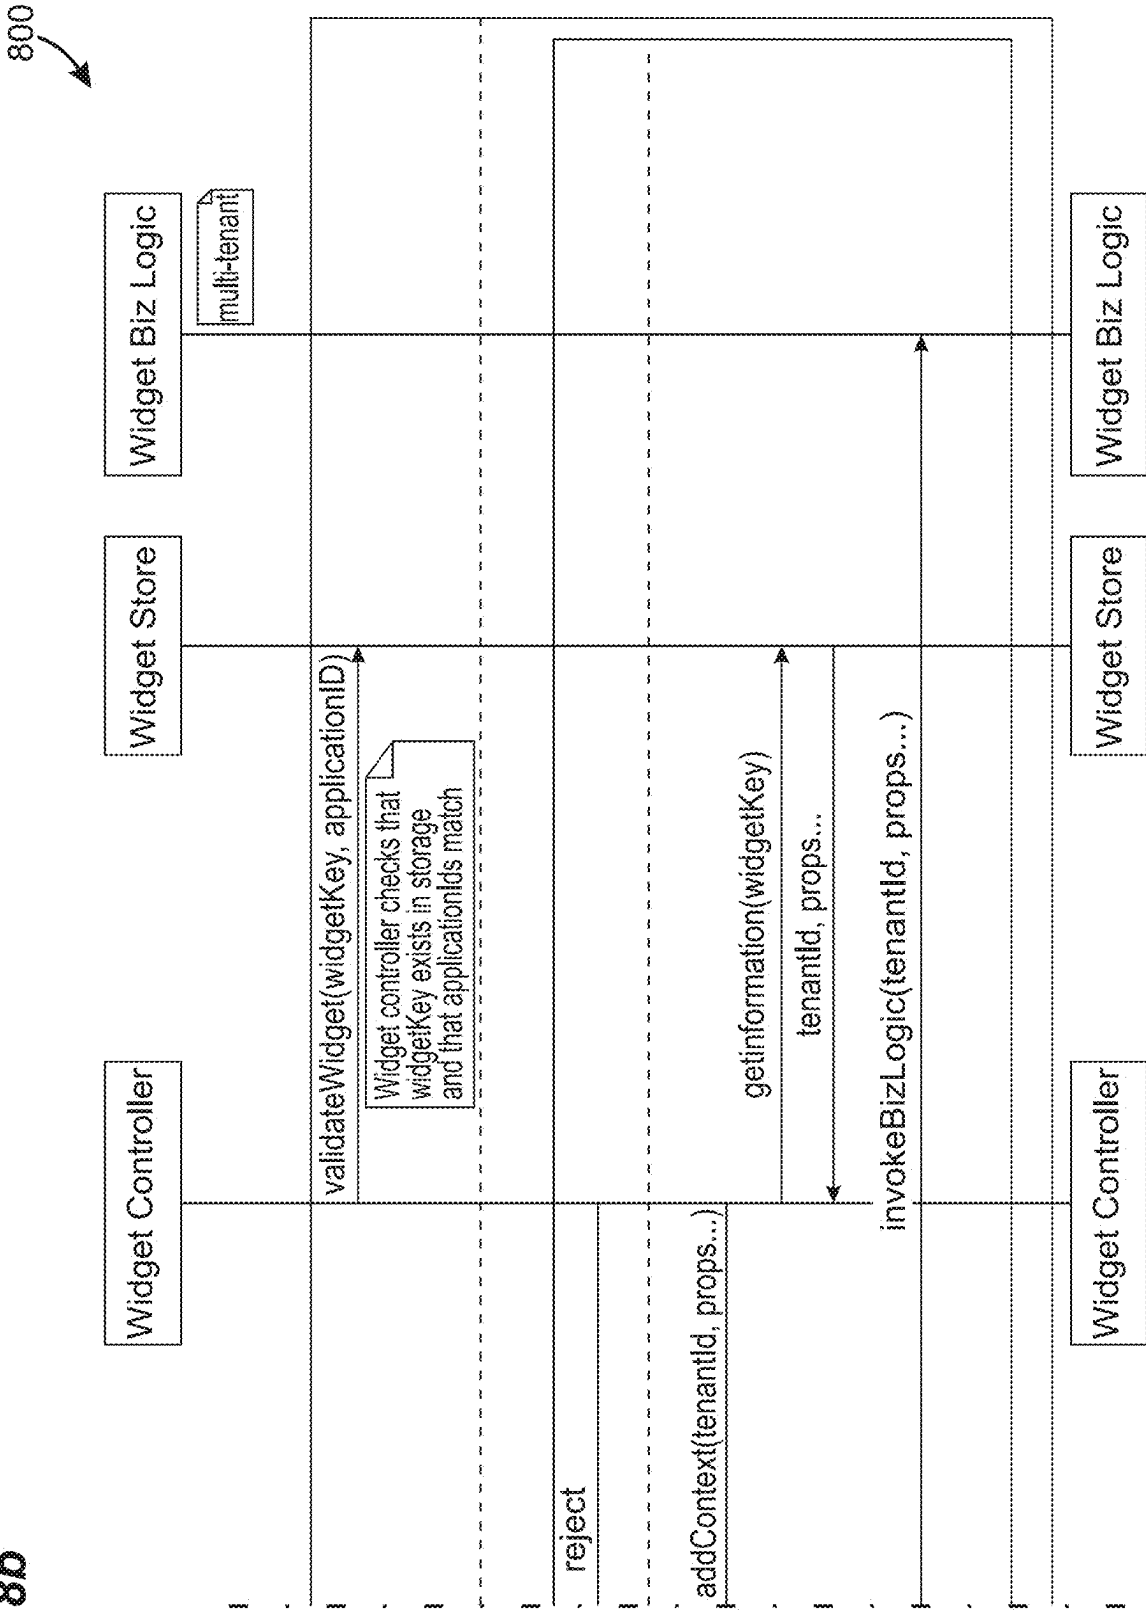 8b
800
Widget Controller
Widget Store
Widget Biz Logic
multi-tenant
validateWidget(widgetKey, applicationID)
Widget controller checks that
widgetKey exists in storage
and that applicationIds match
reject
addContext(tenantId, props...)
getinformation(widgetKey)
tenantId, props...
invokeBizLogic(tenantId, props...)
Widget Controller
Widget Store
Widget Biz Logic